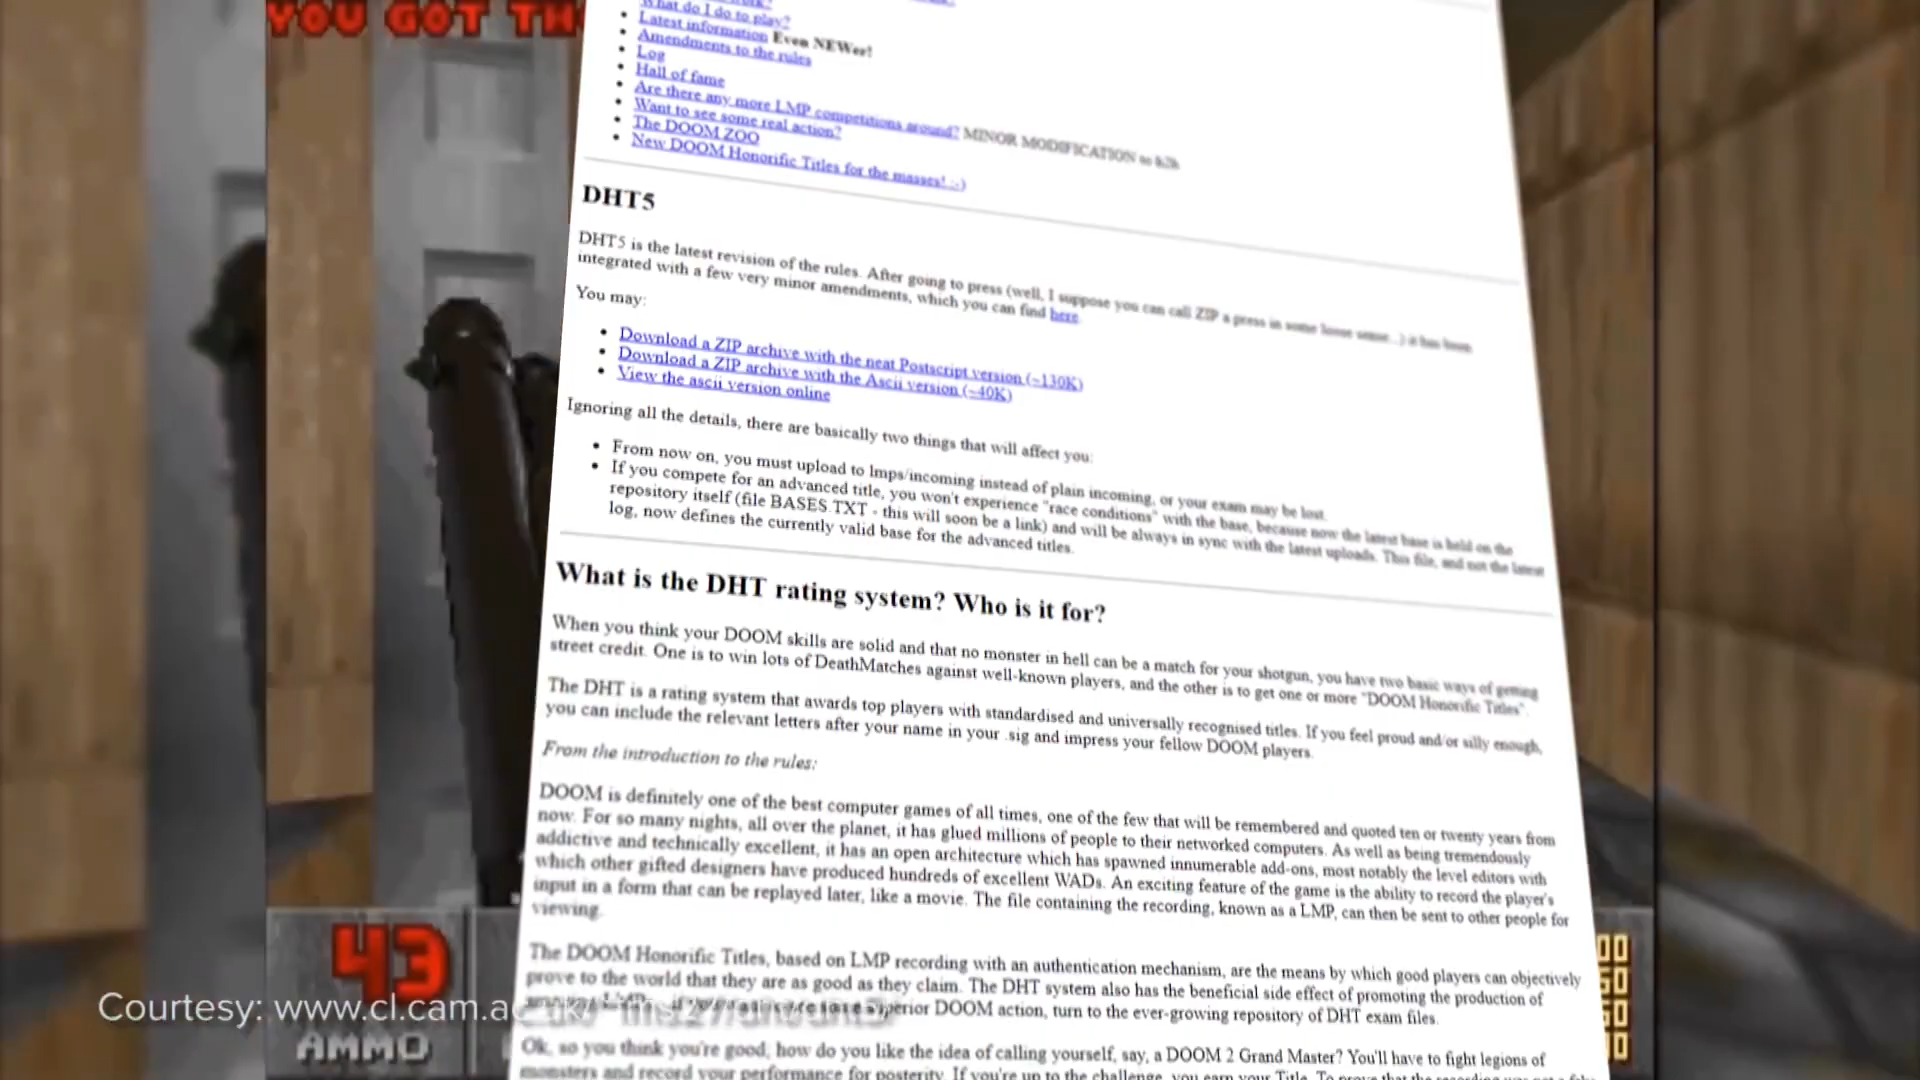 YOU GOT TH
What do I do to play?
Latest information Even NEWer!
Amendments to the rules
Log
Hall of fame
Are there any more LMP competitions around? MINOR MODIFICATION to
Want to see some real action?
The DOOM ZOO
New DOOM Honorific Titles for the masses! :-)
DHT5
DHT5 is the latest revision of the rules. After going to press (well, I suppose you can call ZIP a press in some loose sense...) it has been
integrated with a few very minor amendments, which you can find here.
You may:
Download a ZIP archive with the neat Postscript version (~130K)
Download a ZIP archive with the Ascii version (~40K)
View the ascii version online
Ignoring all the details, there are basically two things that will affect you:
From now on, you must upload to lmps/incoming instead of plain incoming, or your exam may be lost.
If you compete for an advanced title, you won't experience "race conditions" with the base, because now the latest base is held on the
repository itself (file BASES.TXT - this will soon be a link) and will be always in sync with the latest uploads. This file, and not the latest
log, now defines the currently valid base for the advanced titles.
What is the DHT rating system? Who is it for?
When you think your DOOM skills are solid and that no monster in hell can be a match for your shotgun, you have two basic ways of getting
street credit. One is to win lots of DeathMatches against well-known players, and the other is to get one or more "DOOM Honorific Titles".
The DHT is a rating system that awards top players with standardised and universally recognised titles. If you feel proud and/or silly enough,
you can include the relevant letters after your name in your .sig and impress your fellow DOOM players.
From the introduction to the rules:
DOOM is definitely one of the best computer games of all times, one of the few that will be remembered and quoted ten or twenty years from
now. For so many nights, all over the planet, it has glued millions of people to their networked computers. As well as being tremendously
addictive and technically excellent, it has an open architecture which has spawned innumerable add-ons, most notably the level editors with
which other gifted designers have produced hundreds of excellent WADs. An exciting feature of the game is the ability to record the player's
input in a form that can be replayed later, like a movie. The file containing the recording, known as a LMP, can then be sent to other people for
viewing.
The DOOM Honorific Titles, based on LMP recording with an authentication mechanism, are the means by which good players can objectively
prove to the world that they are as good as they claim. The DHT system also has the beneficial side effect of promoting the production of
superior DOOM action, turn to the ever-growing repository of DHT exam files.
Ok, so you think you're good, how do you like the idea of calling yourself, say, a DOOM 2 Grand Master? You'll have to fight legions of
monsters and record your performance for posterity. If you're up to the challenge, you earn your Title. To prove that the recording was not a
43
AMMO
Courtesy: www.cl.cam.ac.uk/